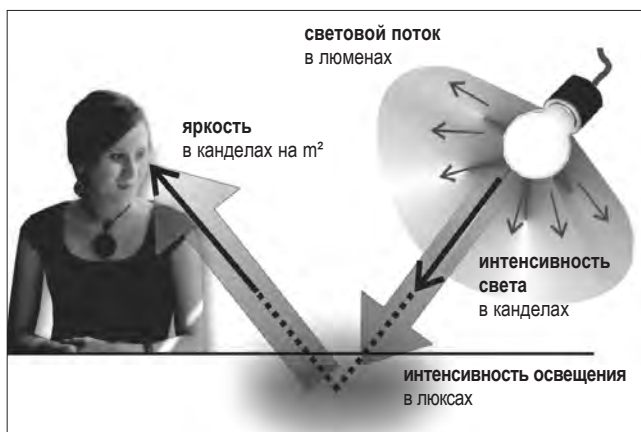 световой поток
в люменах
яркость
в канделах на m²
интенсивность
света
в канделах
интенсивность освещения
в люксах